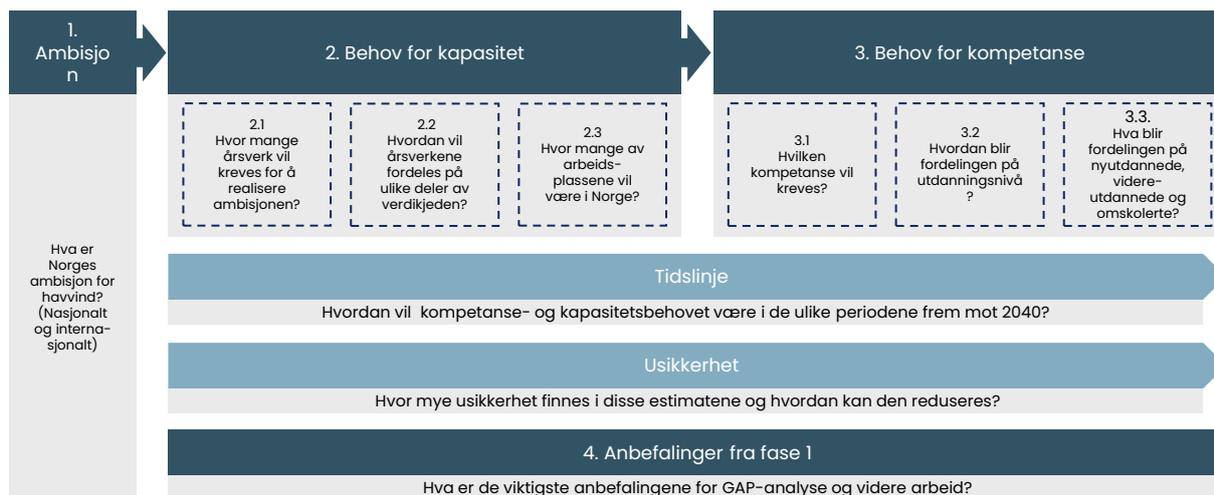 1.
Ambisjo
n
2. Behov for kapasitet
3. Behov for kompetanse
Hva er
Norges
ambisjon for
havvind?
(Nasjonalt
og interna-
sjonalt)
2.1
Hvor mange
årsverk vil
kreves for å
realisere
ambisjonen?
2.2
Hvordan vil
årsverkene
fordeles på
ulike deler av
verdikjeden?
2.3
Hvor mange av
arbeids-
plassene vil
være i Norge?
3.1
Hvilken
kompetanse vil
kreves?
3.2
Hvordan blir
fordelingen på
utdanningsnivå
?
3.3.
Hva blir
fordelingen på
nyutdannede,
videre-
utdannede og
omskolerte?
Tidslinje
Hvordan vil  kompetanse- og kapasitetsbehovet være i de ulike periodene frem mot 2040?
Usikkerhet
Hvor mye usikkerhet finnes i disse estimatene og hvordan kan den reduseres?
4. Anbefalinger fra fase 1
Hva er de viktigste anbefalingene for GAP-analyse og videre arbeid?